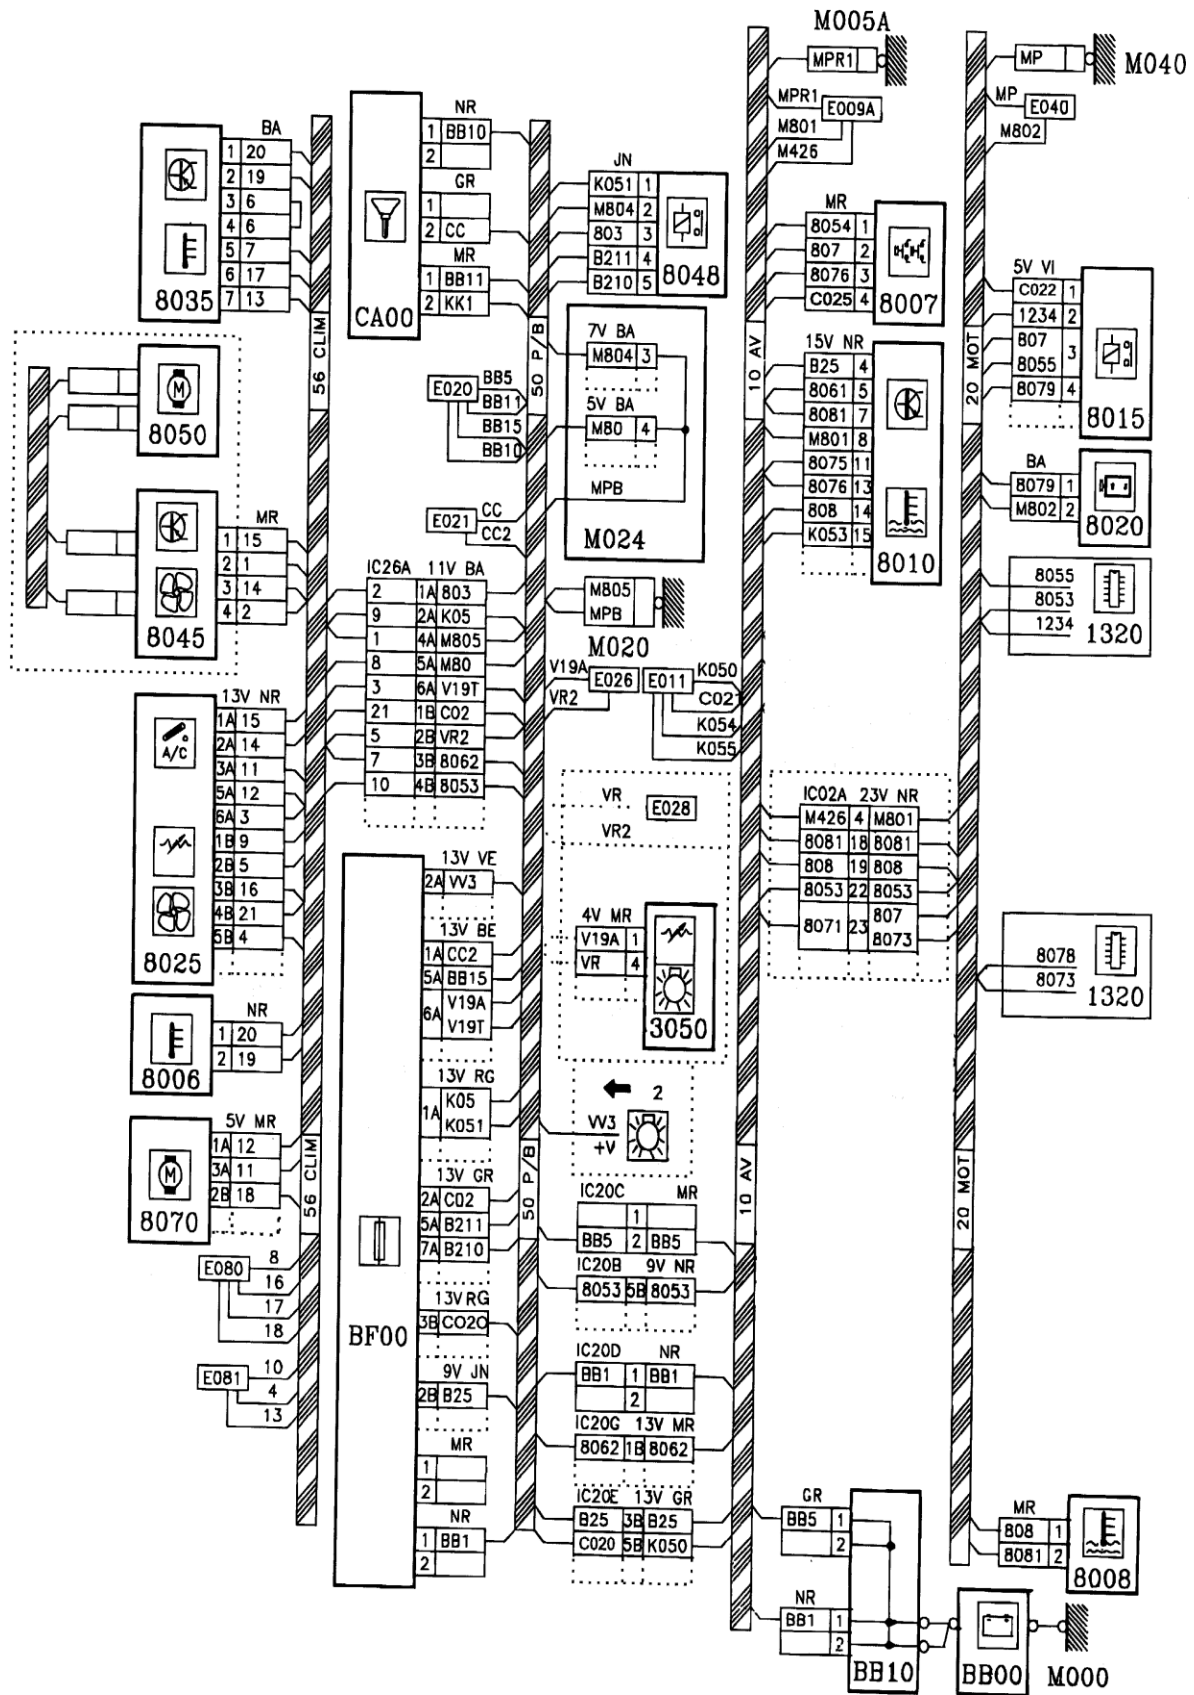 M005A
MPR1
MP
M040
MPR1 E009A
M801
M426
MP E040
M802
BA
1 20
2 19
3 6
4 6
5 7
6 17
7 13
8035
NR
1 BB10
2
GR
1
2 CC
MR
1 BB11
2 KK1
CA00
JN
K051 1
M804 2
803 3
B211 4
B210 5
8048
MR
8054 1
807 2
8076 3
C025 4
8007
5V VI
C022 1
1234 2
807
3
8055
8079 4
8015
56 CLIM
50 P/B
10 AV
20 MOT
M
8050
E020
BB5
BB11
BB15
BB10
7V BA
M804 3
5V BA
M80 4
MPB
M024
E021
CC
CC2
15V NR
B25 4
8061 5
8081 7
M801 8
8075 11
8076 13
808 14
K053 15
8010
BA
8079 1
M802 2
8020
MR
1 15
2 1
3 14
4 2
8045
8055
8053
1234
1320
IC26A 11V BA
2 1A 803
9 2A K05
1 4A M805
8 5A M80
3 6A V19T
21 1B C02
5 2B VR2
7 3B 8062
10 4B 8053
M805
MPB
M020
V19A E026
VR2
E011
K050
C021
K054
K055
13V NR
1A 15
2A 14
3A 11
5A 12
6A 3
1B 9
2B 5
3B 16
4B 21
5B 4
A/C
8025
VR E028
VR2
IC02A 23V NR
M426 4 M801
8081 18 8081
808 19 808
8053 22 8053
8071 23 807
8073
13V VE
2A VV3
13V BE
1A CC2
5A BB15
6A V19A
V19T
4V MR
V19A 1
VR 4
3050
8078
8073
1320
NR
1 20
2 19
8006
13V RG
1A K05
K051
2
VV3
+V
5V MR
1A 12
3A 11
2B 18
M
8070
56 CLIM
50 P/B
10 AV
20 MOT
13V GR
2A C02
5A B211
7A B210
IC20C MR
1
BB5 2 BB5
IC20B 9V NR
8053 5B 8053
E080
8
16
17
18
13V RG
3B CO20
BF00
E081
10
4
13
9V JN
2B B25
IC20D NR
BB1 1 BB1
2
IC20G 13V MR
8062 1B 8062
MR
1
2
NR
1 BB1
2
IC20E 13V GR
B25 3B B25
C020 5B K050
GR
BB5 1
2
NR
BB1 1
2
BB10
BB00
M000
MR
808 1
8081 2
8008